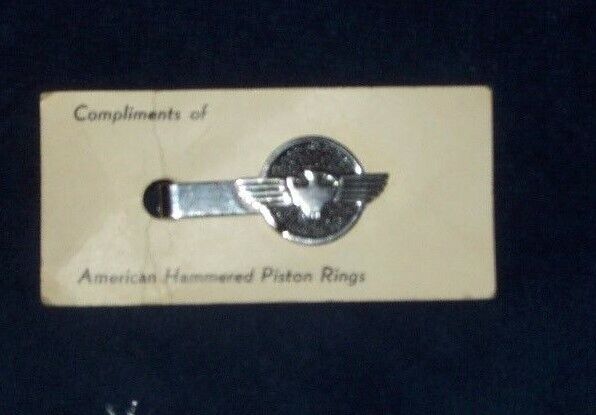 Compliments of
American Hammered Piston Rings